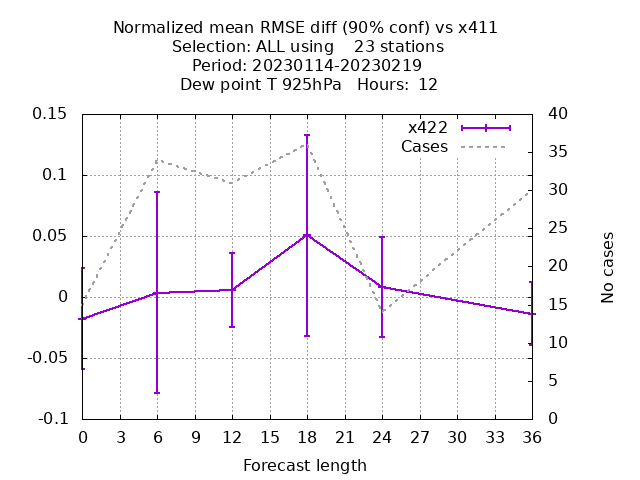 Normalized mean RMSE diff (90% conf) vs x411
Selection: ALL using    23 stations
Period: 20230114-20230219
Dew point T 925hPa   Hours:  12
x422
Cases
0.15
0.1
0.05
0
-0.05
-0.1
40
35
30
25
20
15
10
5
0
No cases
0 3 6 9 12 15 18 21 24 27 30 33 36
Forecast length